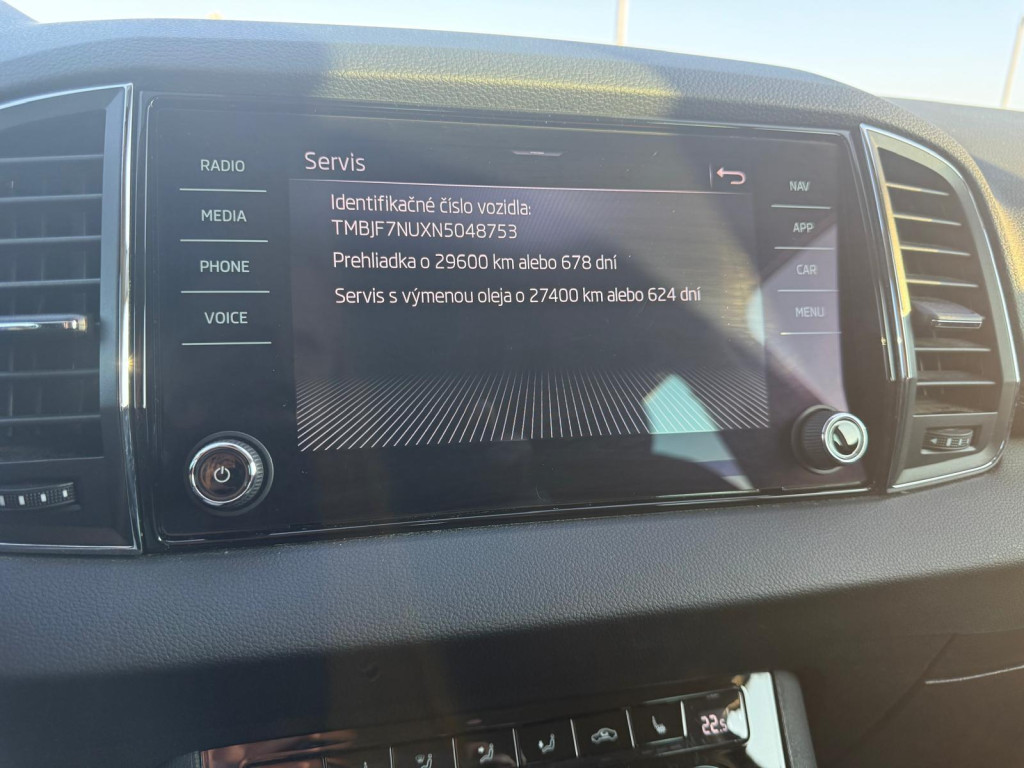 Servis
RADIO
MEDIA
PHONE
VOICE
Identifikačné číslo vozidla:
TMBJF7NUXN5048753
Prehliadka o 29600 km alebo 678 dní
Servis s výmenou oleja o 27400 km alebo 624 dní
NAV
APP
CAR
MENU
22.5